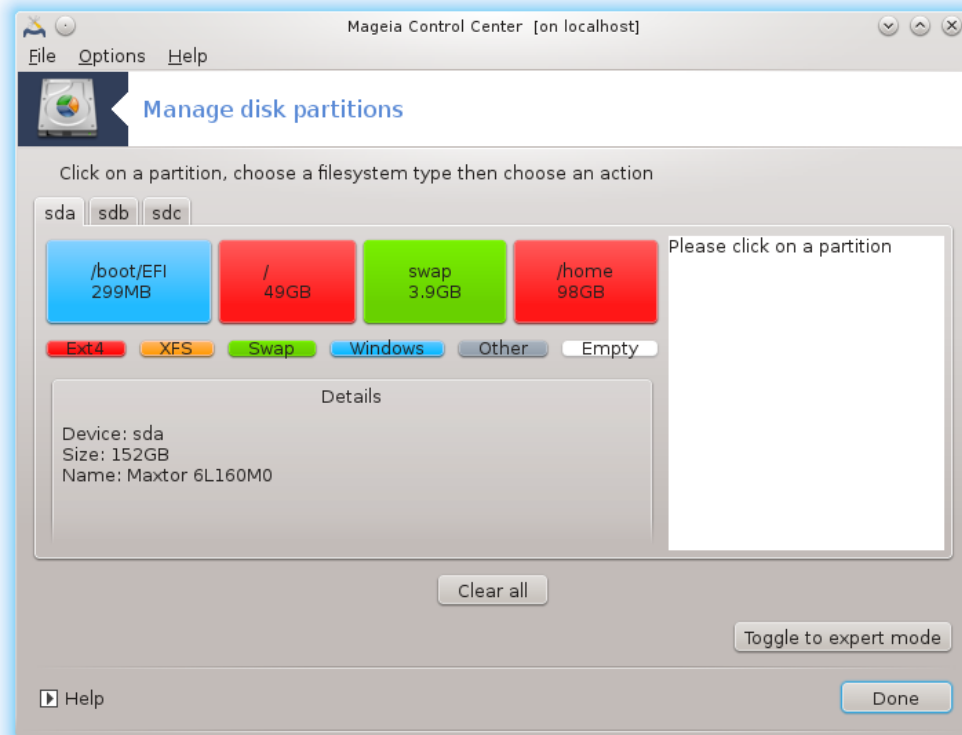 Mageia Control Center [on localhost]
File Options Help
Manage disk partitions
Click on a partition, choose a filesystem type then choose an action
sda sdb sdc
/boot/EFI
299MB
/
49GB
swap
3.9GB
/home
98GB
Please click on a partition
Ext4 XFS Swap Windows Other Empty
Details
Device: sda
Size: 152GB
Name: Maxtor 6L160M0
Clear all
Toggle to expert mode
Help
Done